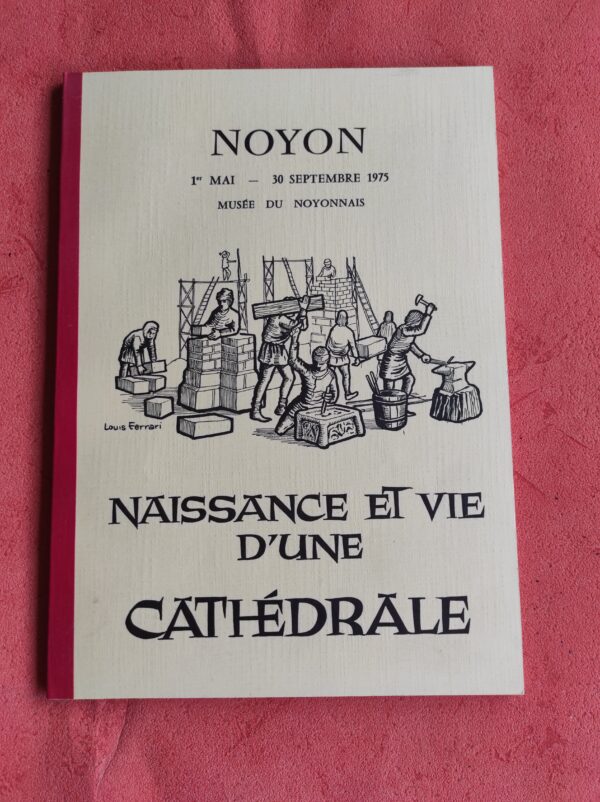 NOYON
1er MAI — 30 SEPTEMBRE 1975
MUSÉE DU NOYONNAIS
Louis Ferrari
NAISSANCE ET VIE
D'UNE
CATHÉDRALE